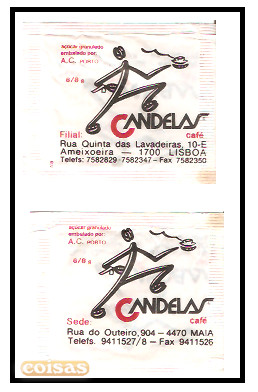 açúcar granulado
embalado por:
A.C. PORTO
6/8 g
CANDELAS
Filial:
café
Rua Quinta das Lavadeiras, 10-E
Ameixoeira — 1700 LISBOA
Telefs: 7582829-7582347 — Fax 7582350
açúcar granulado
embalado por:
A.C. PORTO
6/8 g
CANDELAS
Sede:
café
Rua do Outeiro, 904 – 4470 MAIA
Telefs. 9411527/8 – Fax 9411526
coisas